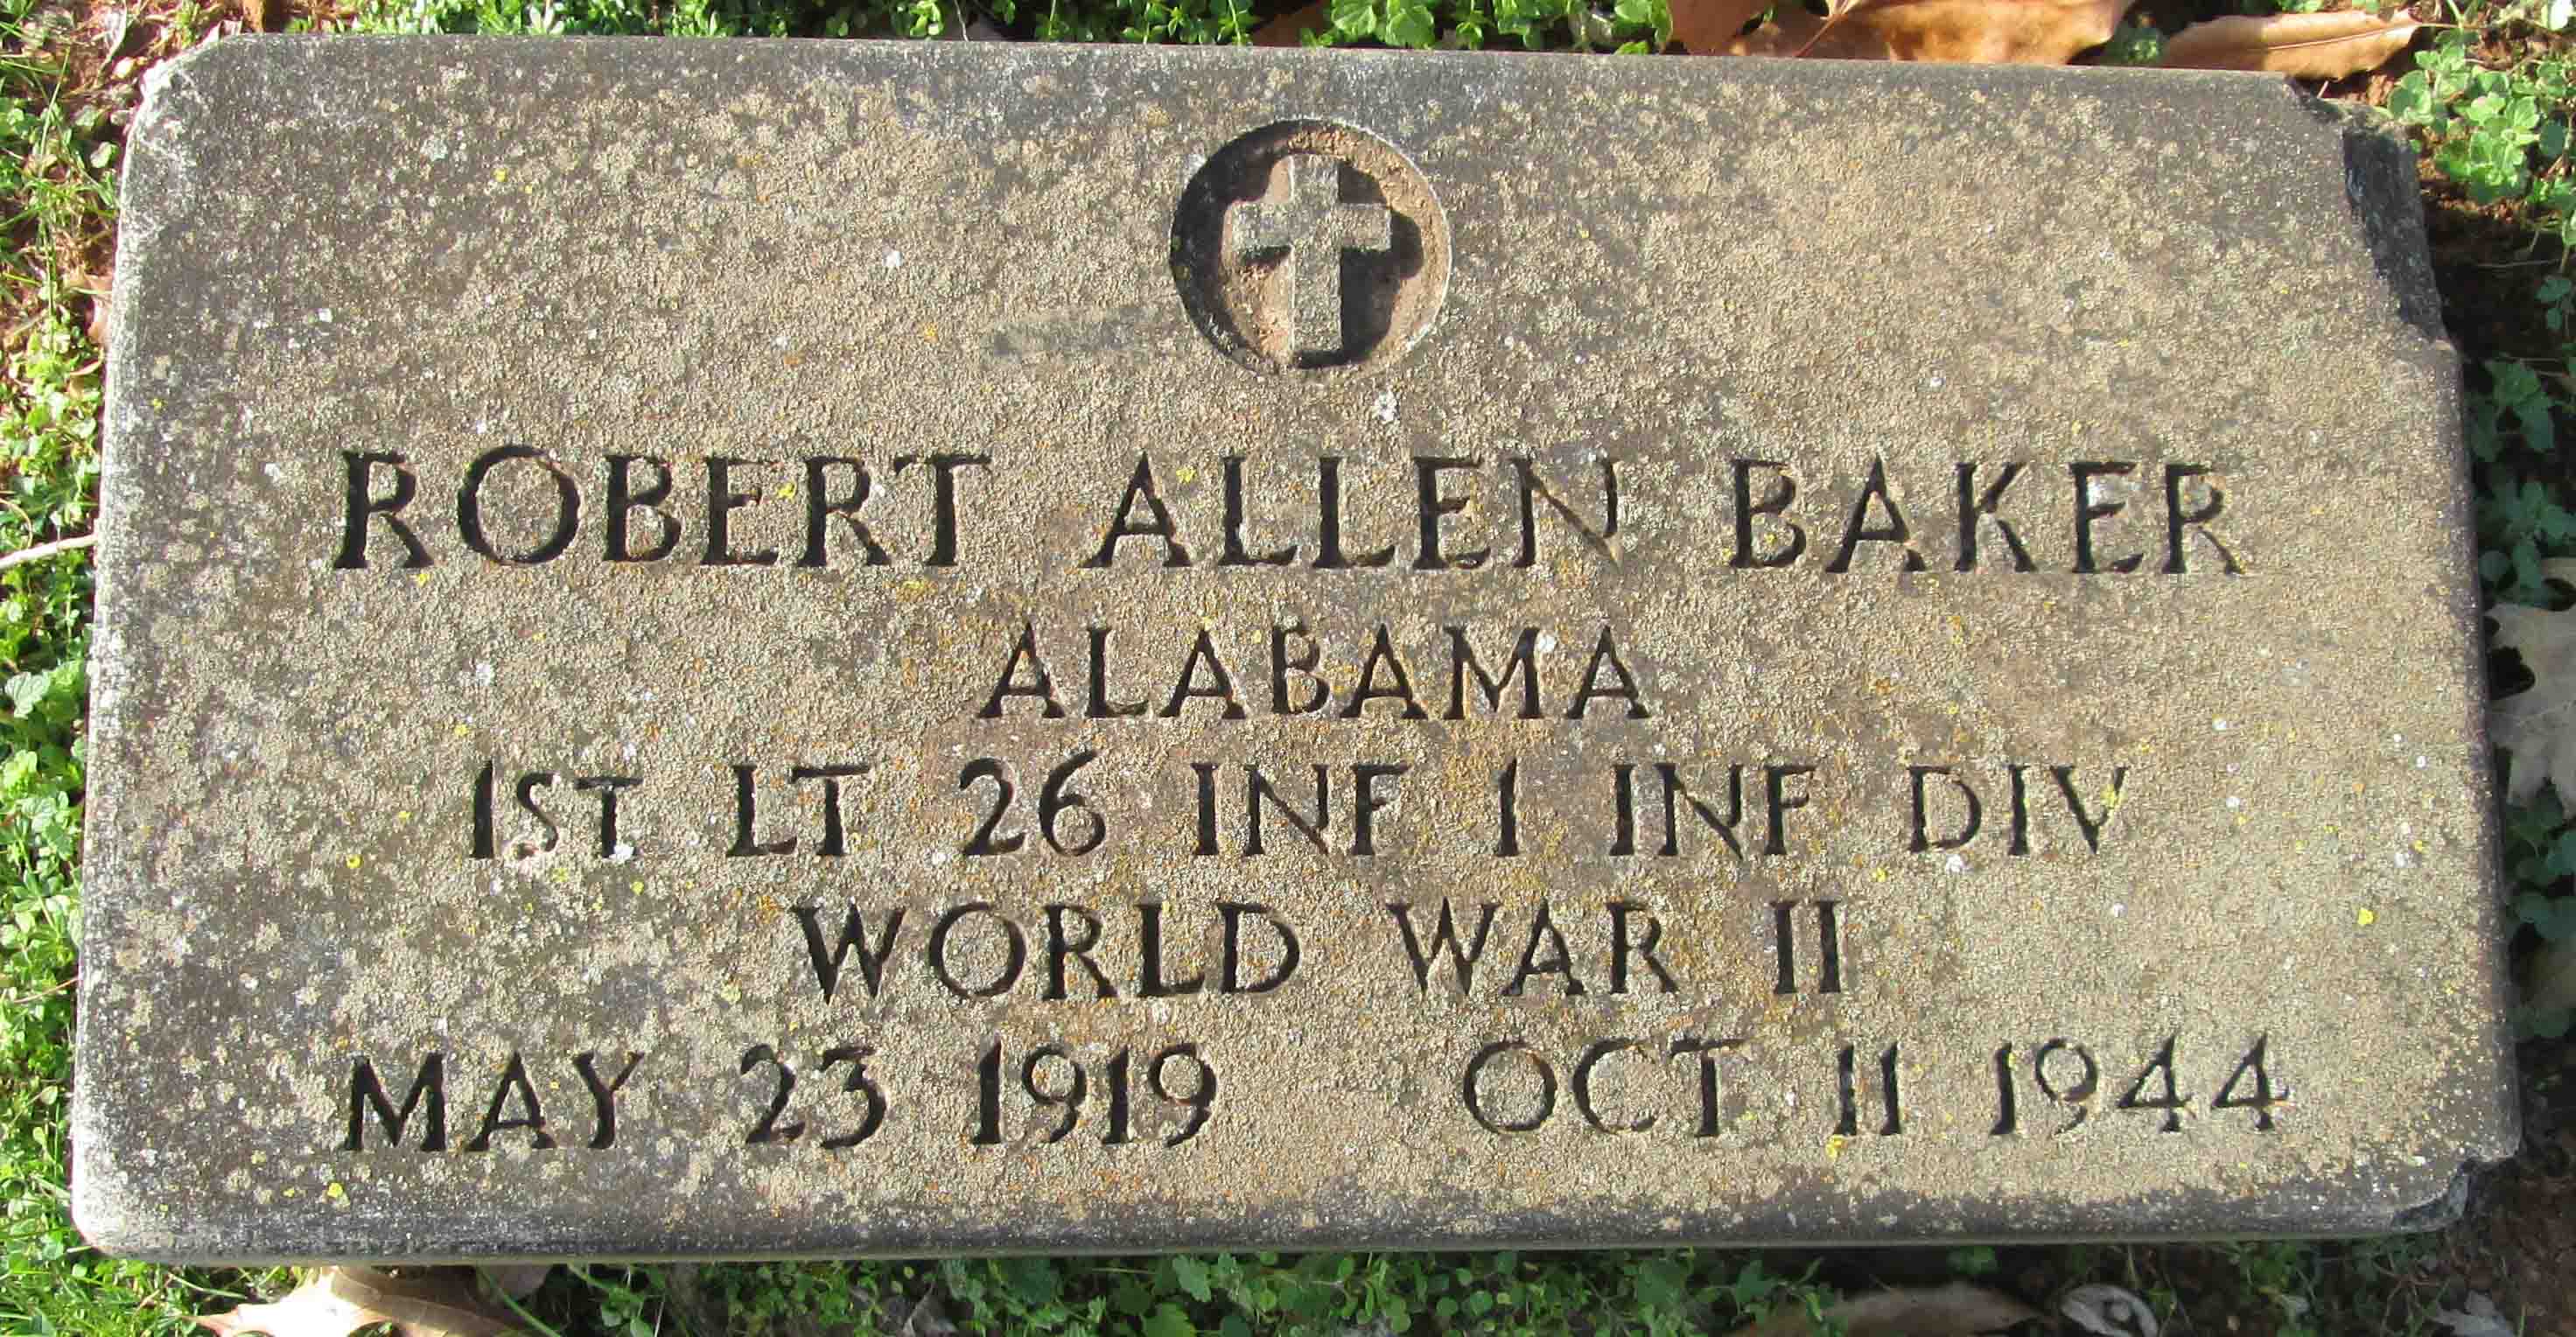 ROBERT ALLEN BAKER
ALABAMA
1ST LT 26 INF 1 INF DIV
WORLD WAR II
MAY 23 1919 OCT 11 1944